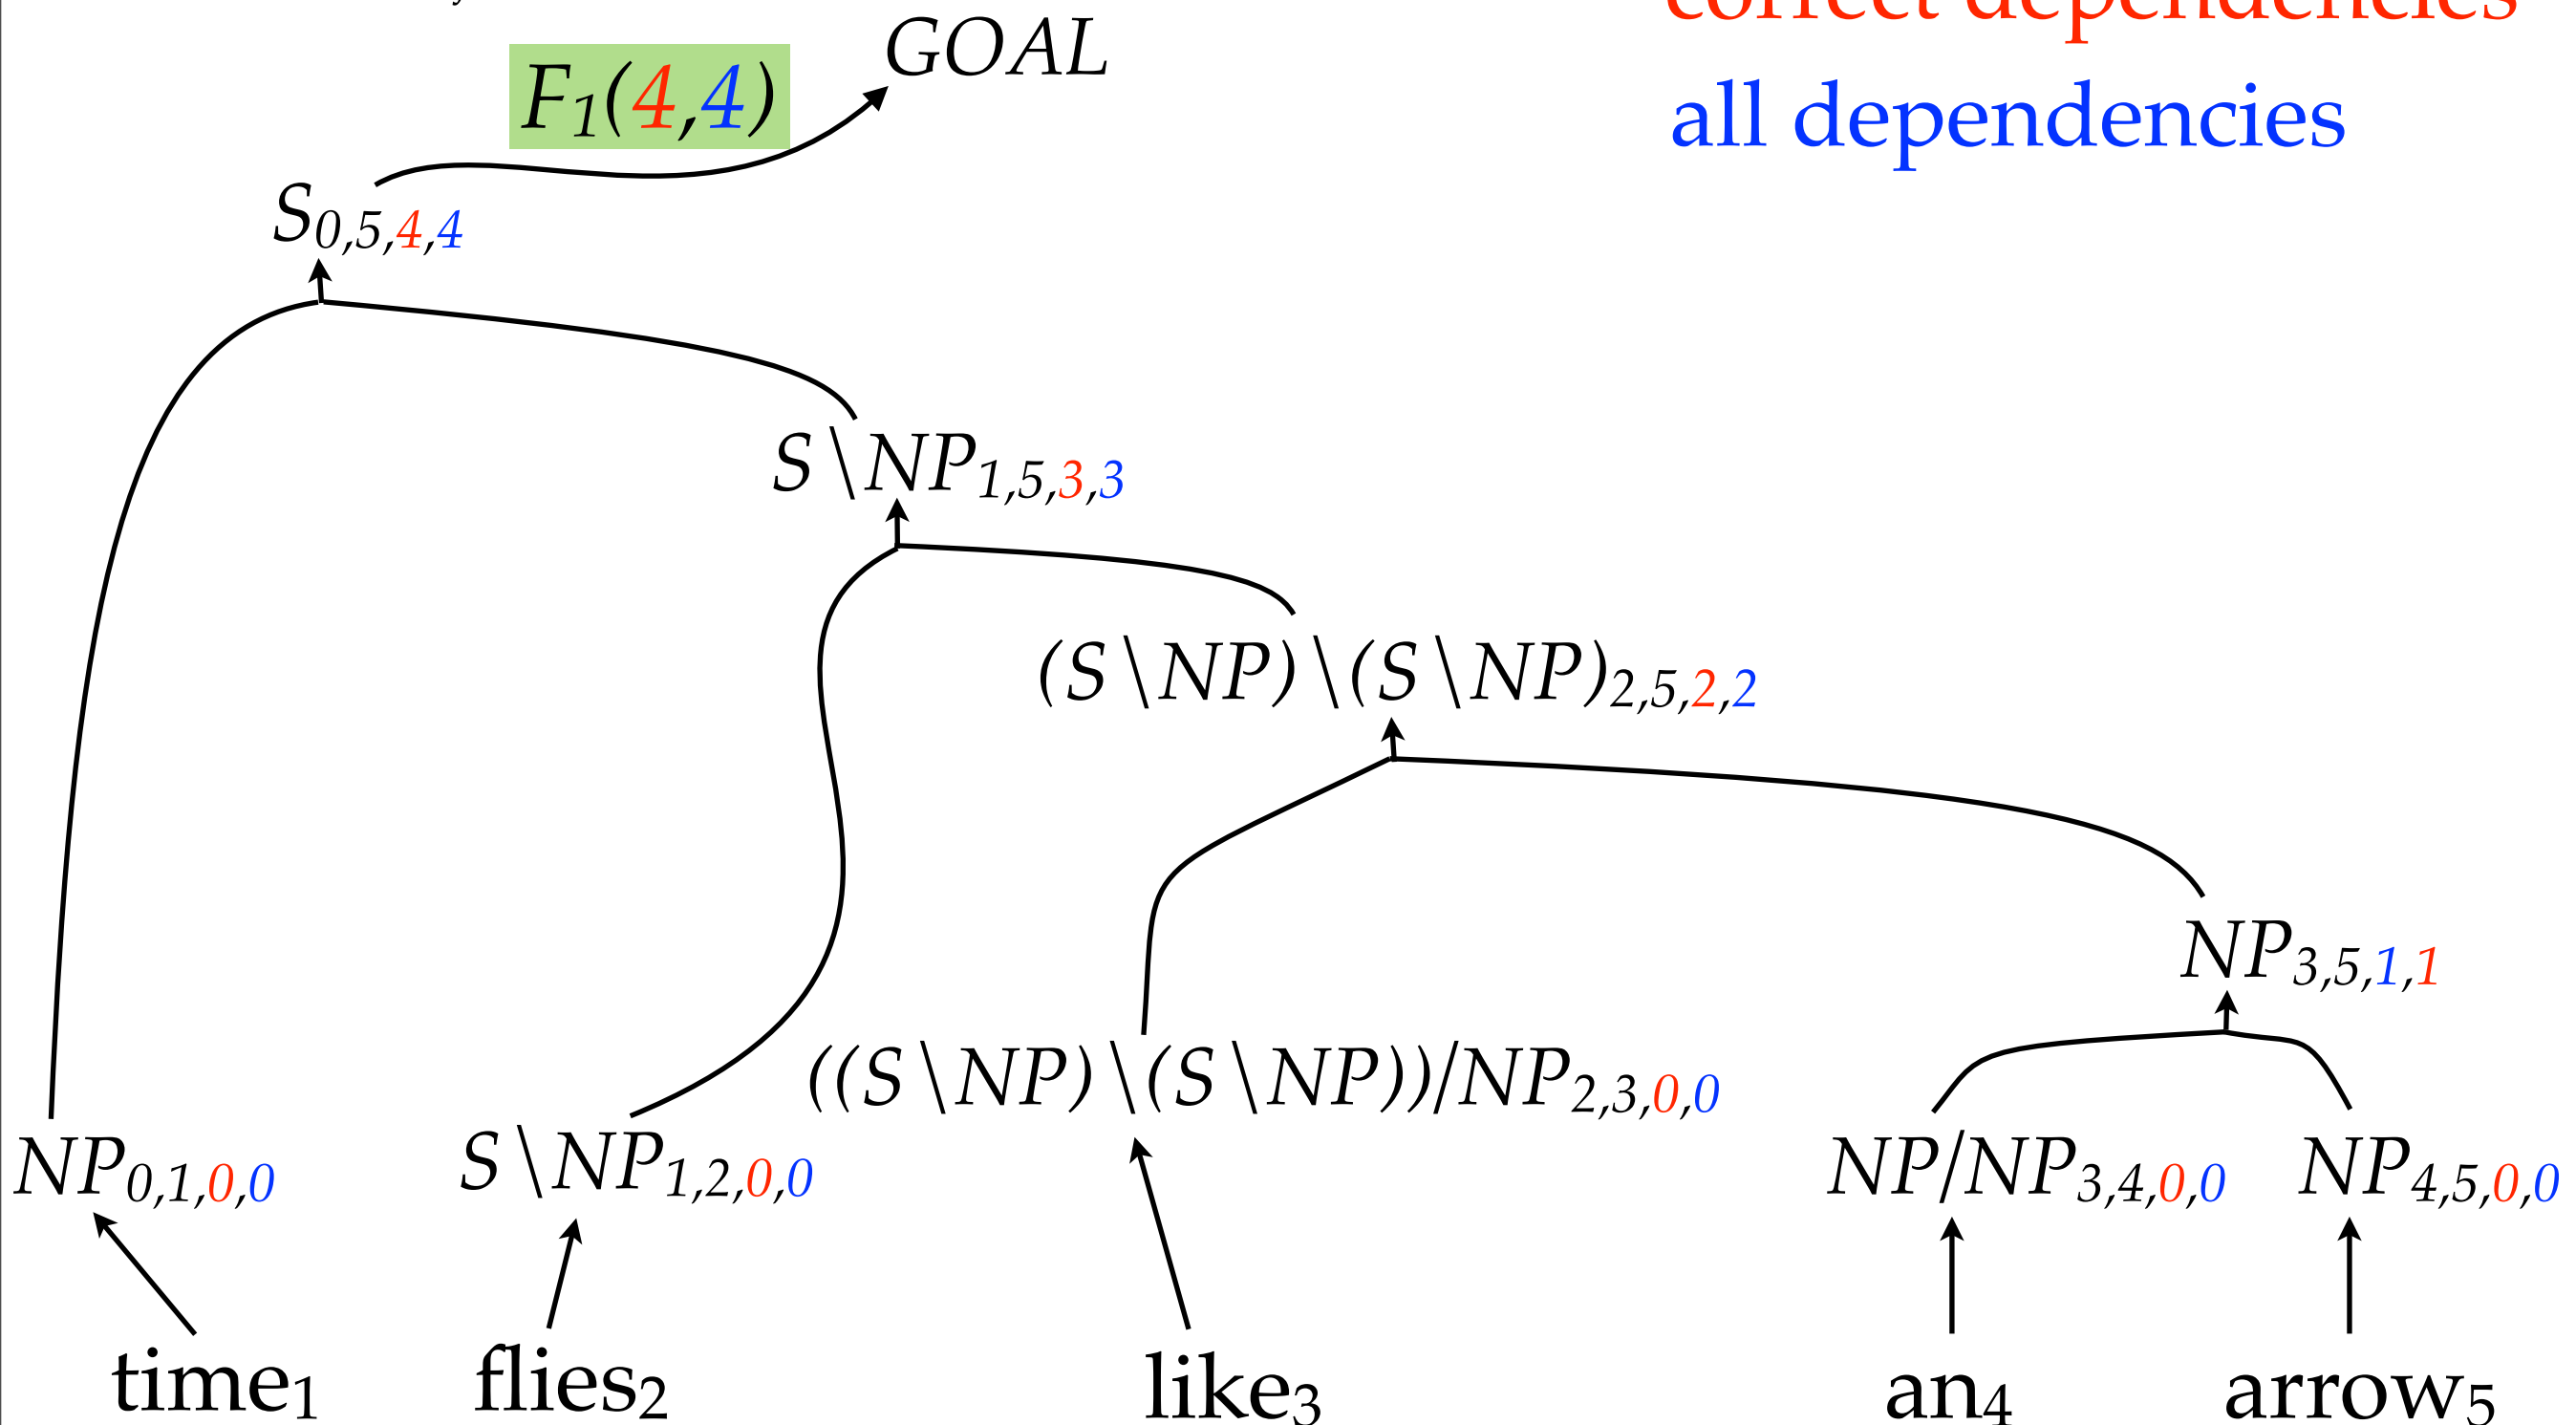 correct dependencies
GOAL
F1(4,4)
all dependencies
S0,5,4,4
S\NP1,5,3,3
(S\NP)\(S\NP)2,5,2,2
NP3,5,1,1
((S\NP)\(S\NP))/NP2,3,0,0
NP0,1,0,0
S\NP1,2,0,0
NP/NP3,4,0,0
NP4,5,0,0
time1
flies2
like3
an4
arrow5